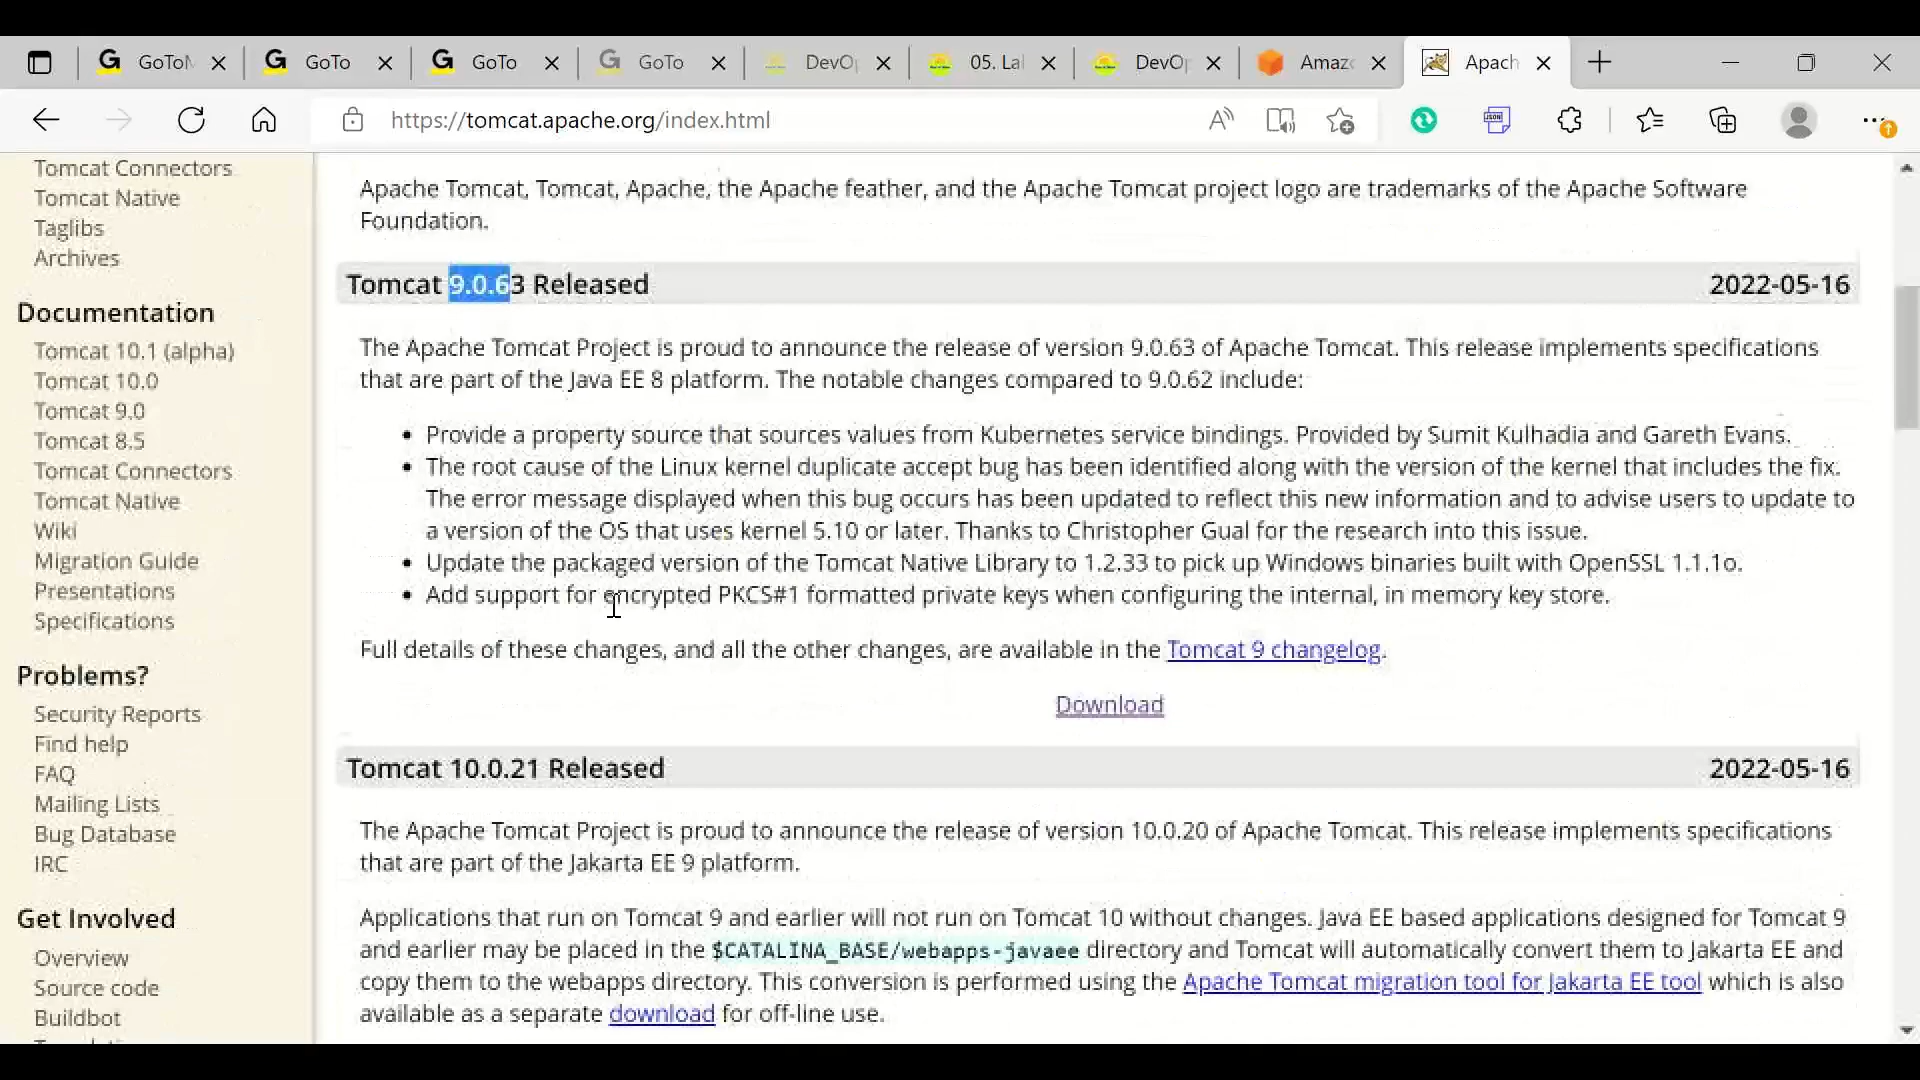 GoToM
GoTo
GoTo
GoTo
DevOp
05. Lal
DevOp
Amazo
Apach
https://tomcat.apache.org/index.html
Tomcat Connectors
Tomcat Native
Taglibs
Archives
Documentation
Tomcat 10.1 (alpha)
Tomcat 10.0
Tomcat 9.0
Tomcat 8.5
Tomcat Connectors
Tomcat Native
Wiki
Migration Guide
Presentations
Specifications
Problems?
Security Reports
Find help
FAQ
Mailing Lists
Bug Database
IRC
Get Involved
Overview
Source code
Buildbot
Apache Tomcat, Tomcat, Apache, the Apache feather, and the Apache Tomcat project logo are trademarks of the Apache Software
Foundation.
Tomcat 9.0.63 Released 2022-05-16
The Apache Tomcat Project is proud to announce the release of version 9.0.63 of Apache Tomcat. This release implements specifications
that are part of the Java EE 8 platform. The notable changes compared to 9.0.62 include:
• Provide a property source that sources values from Kubernetes service bindings. Provided by Sumit Kulhadia and Gareth Evans.
• The root cause of the Linux kernel duplicate accept bug has been identified along with the version of the kernel that includes the fix.
The error message displayed when this bug occurs has been updated to reflect this new information and to advise users to update to
a version of the OS that uses kernel 5.10 or later. Thanks to Christopher Gual for the research into this issue.
• Update the packaged version of the Tomcat Native Library to 1.2.33 to pick up Windows binaries built with OpenSSL 1.1.1o.
• Add support for encrypted PKCS#1 formatted private keys when configuring the internal, in memory key store.
Full details of these changes, and all the other changes, are available in the Tomcat 9 changelog.
Download
Tomcat 10.0.21 Released 2022-05-16
The Apache Tomcat Project is proud to announce the release of version 10.0.20 of Apache Tomcat. This release implements specifications
that are part of the Jakarta EE 9 platform.
Applications that run on Tomcat 9 and earlier will not run on Tomcat 10 without changes. Java EE based applications designed for Tomcat 9
and earlier may be placed in the $CATALINA_BASE/webapps-javaee directory and Tomcat will automatically convert them to Jakarta EE and
copy them to the webapps directory. This conversion is performed using the Apache Tomcat migration tool for Jakarta EE tool which is also
available as a separate download for off-line use.